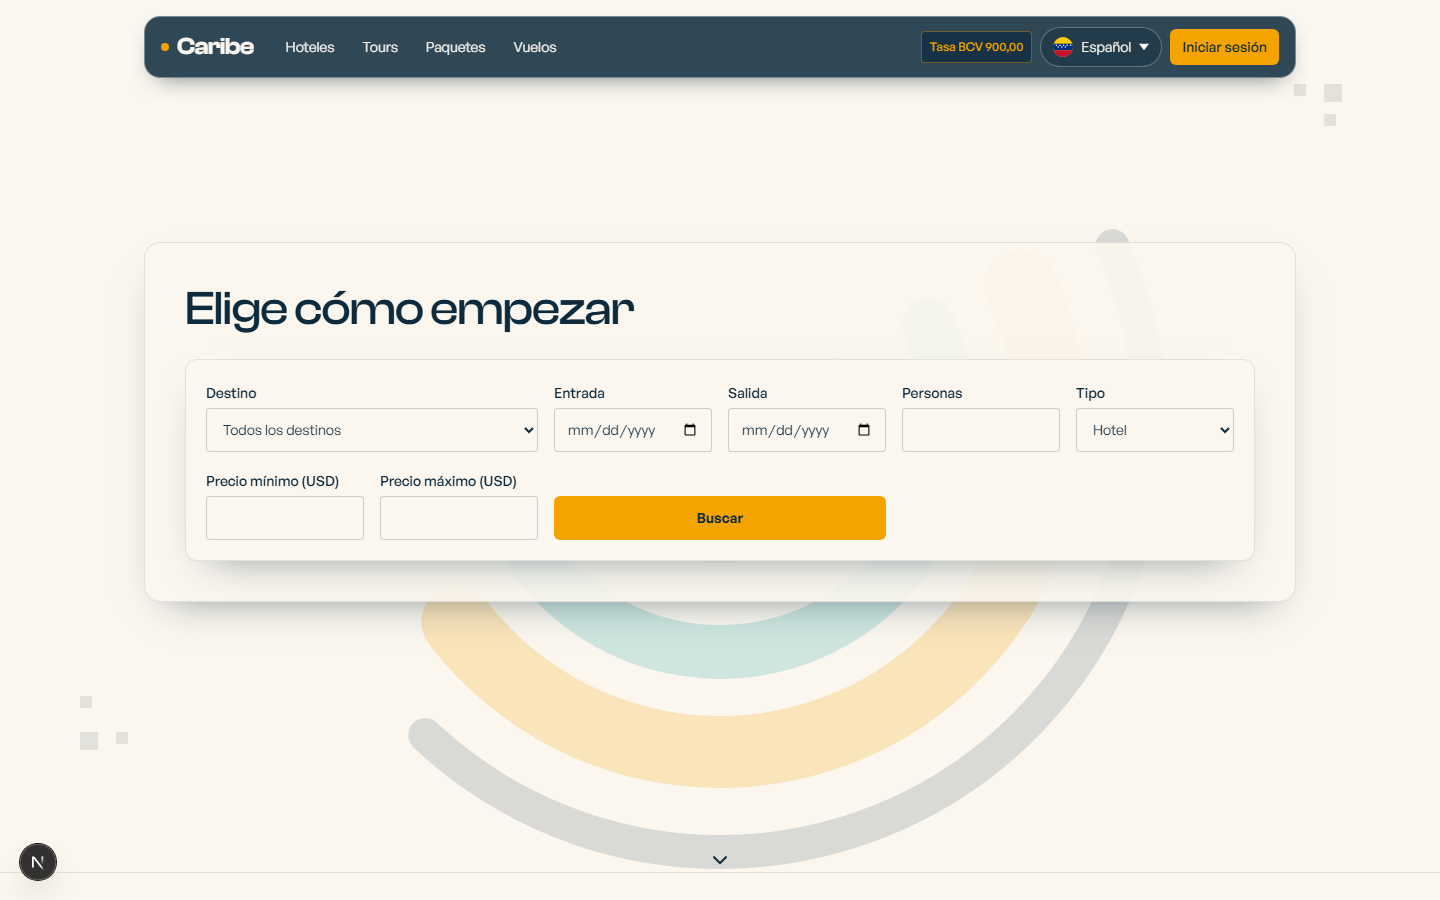 Caribe
Hoteles
Tours
Paquetes
Vuelos
Tasa BCV 900,00
Español
Iniciar sesión
Elige cómo empezar
Destino
Entrada
Salida
Personas
Tipo
Todos los destinos
mm/dd/yyyy
mm/dd/yyyy
Hotel
Precio mínimo (USD)
Precio máximo (USD)
Buscar
N